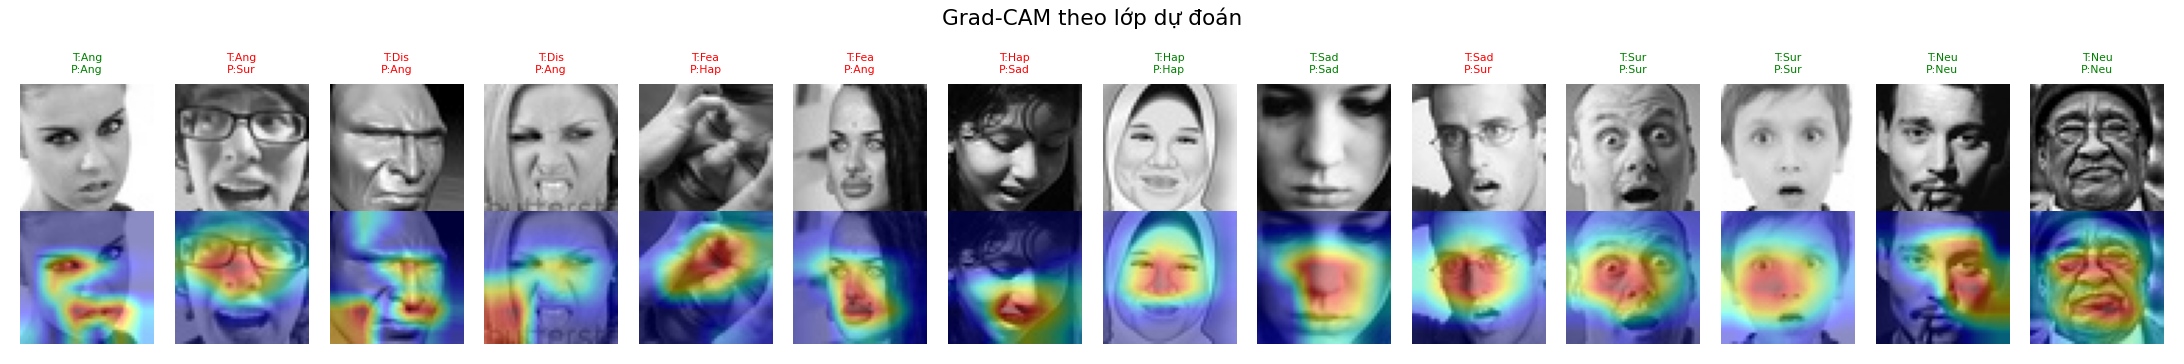 Grad-CAM theo lớp dự đoán
T:Ang T:Ang T:Dis T:Dis T:Fea T:Fea T:Hap T:Hap T:Sad T:Sad T:Sur T:Sur T:Neu T:Neu
P:Ang P:Sur P:Ang P:Ang P:Hap P:Ang P:Sad P:Hap P:Sad P:Sur P:Sur P:Sur P:Neu P:Neu